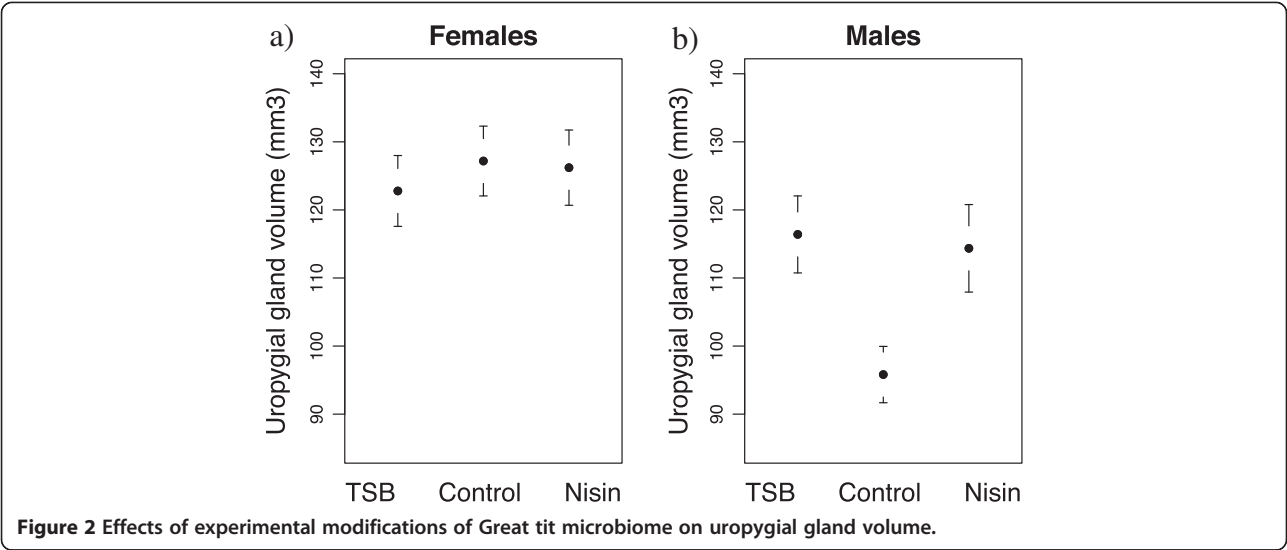 a) Females
Uropygial gland volume (mm3)
140
130
120
110
100
90
TSB Control Nisin
b) Males
Uropygial gland volume (mm3)
140
130
120
110
100
90
TSB Control Nisin
Figure 2 Effects of experimental modifications of Great tit microbiome on uropygial gland volume.